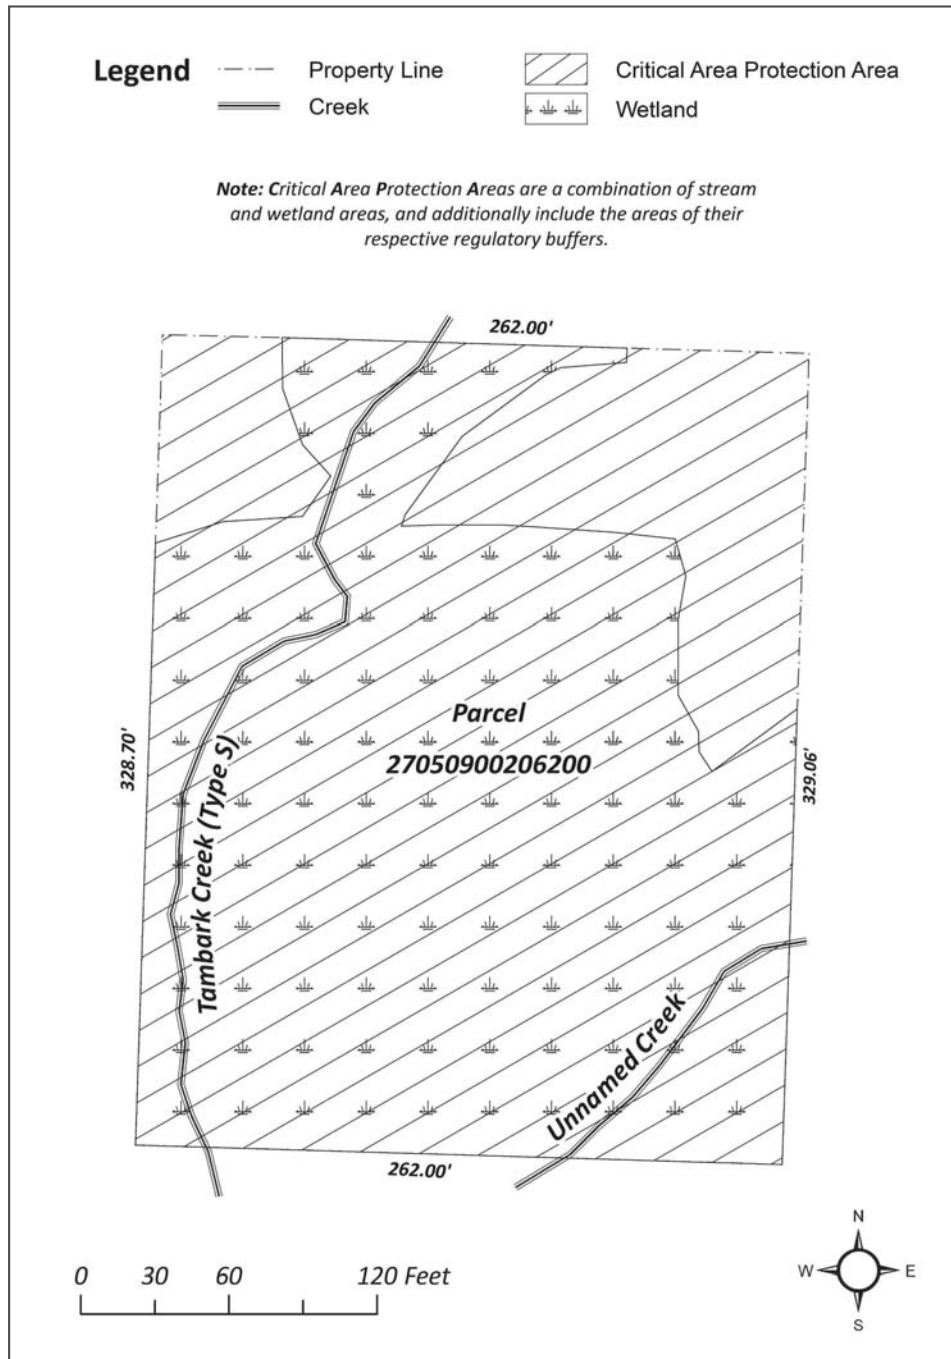 Legend
Property Line
Creek
Critical Area Protection Area
Wetland
Note: Critical Area Protection Areas are a combination of stream
and wetland areas, and additionally include the areas of their
respective regulatory buffers.
262.00'
328.70'
Parcel
27050900206200
329.06'
Tambark Creek (Type S)
Unnamed Creek
262.00'
0 30 60 120 Feet
N
W E
S